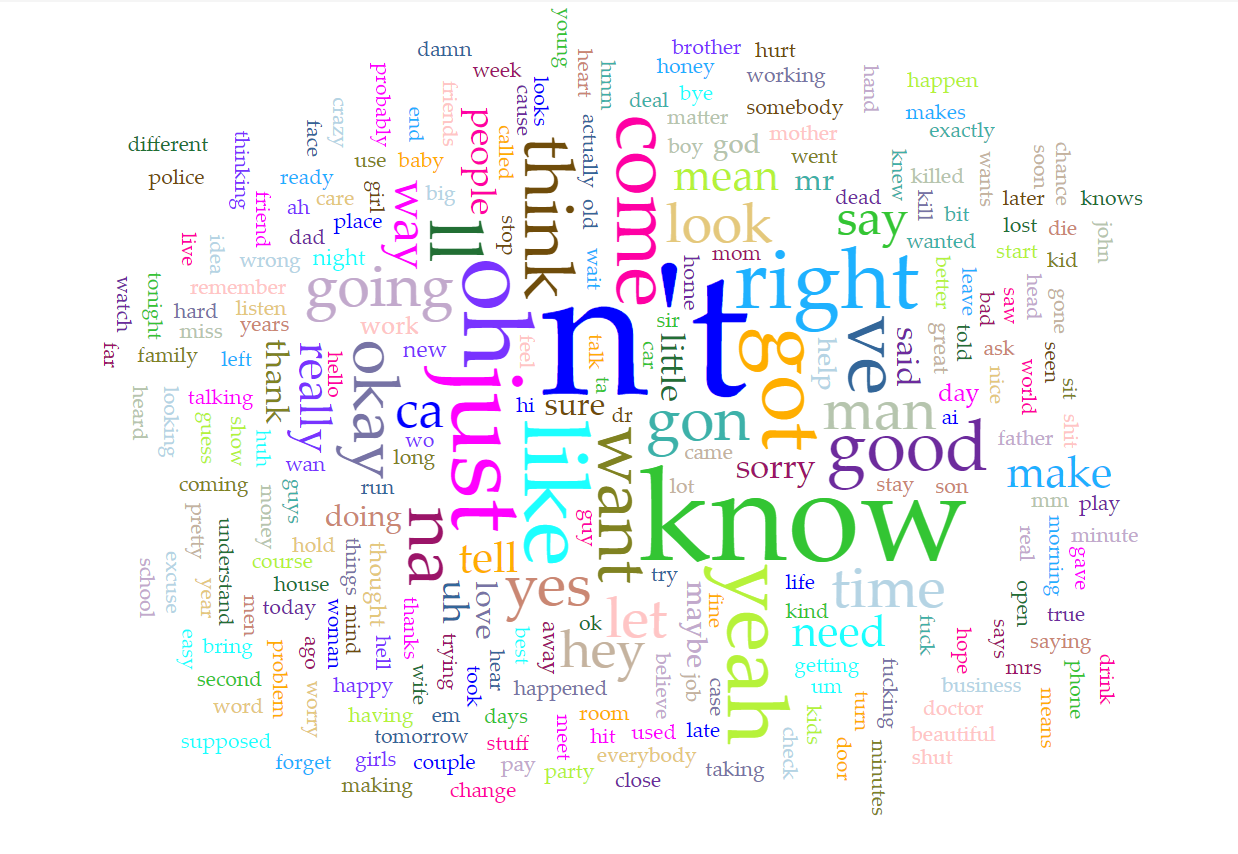 young
damn
brother
hurt
week
heart
hmm
honey
working
hand
happen
probably
crazy
friends
looks
cause
deal
bye
somebody
makes
matter
exactly
different
thinking
face
end
people
called
think
actually
come
boy
god
mother
went
knew
killed
wants
soon
chance
police
ready
use
baby
girl
big
way
old
mean
mr
dead
kill
bit
later
knows
friend
ah
care
place
dad
ll
stop
wait
look
say
wanted
lost
die
john
live
idea
wrong
night
oh
mom
home
right
better
leave
start
kid
head
watch
tonight
remember
hard
listen
going
n't
sir
bad
saw
gone
miss
years
work
new
feel
talk
ta
car
little
got
help
ve
said
great
told
ask
nice
world
seen
far
family
left
thank
really
hello
okay
just
talking
ca
hi
sure
dr
gon
man
day
ai
sit
heard
looking
guess
show
huh
wan
wo
long
like
want
came
sorry
good
father
shit
coming
money
guys
run
lot
know
stay
son
make
mm
play
pretty
understand
doing
na
guy
real
morning
minute
hold
course
things
thought
tell
yes
try
yeah
life
time
gave
school
excuse
year
house
men
today
woman
mind
thanks
uh
love
let
maybe
fine
kind
need
open
true
ok
easy
bring
problem
ago
hell
trying
hear
best
away
hey
fuck
hope
says
saying
second
happy
wife
took
happened
believe
job
case
getting
um
fucking
business
mrs
phone
drink
word
worry
having
em
days
room
kids
turn
doctor
means
supposed
tomorrow
stuff
meet
hit
used
late
check
door
minutes
beautiful
shut
forget
girls
couple
pay
party
everybody
close
taking
making
change